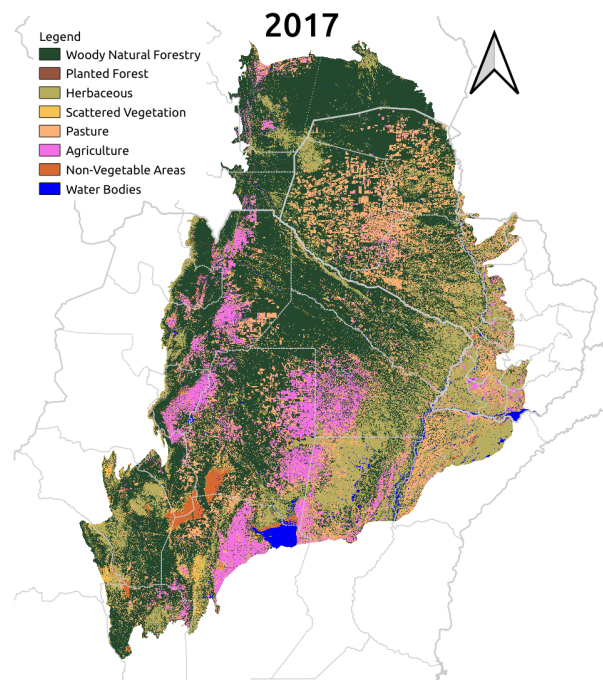 2017
Legend
Woody Natural Forestry
Planted Forest
Herbaceous
Scattered Vegetation
Pasture
Agriculture
Non-Vegetable Areas
Water Bodies